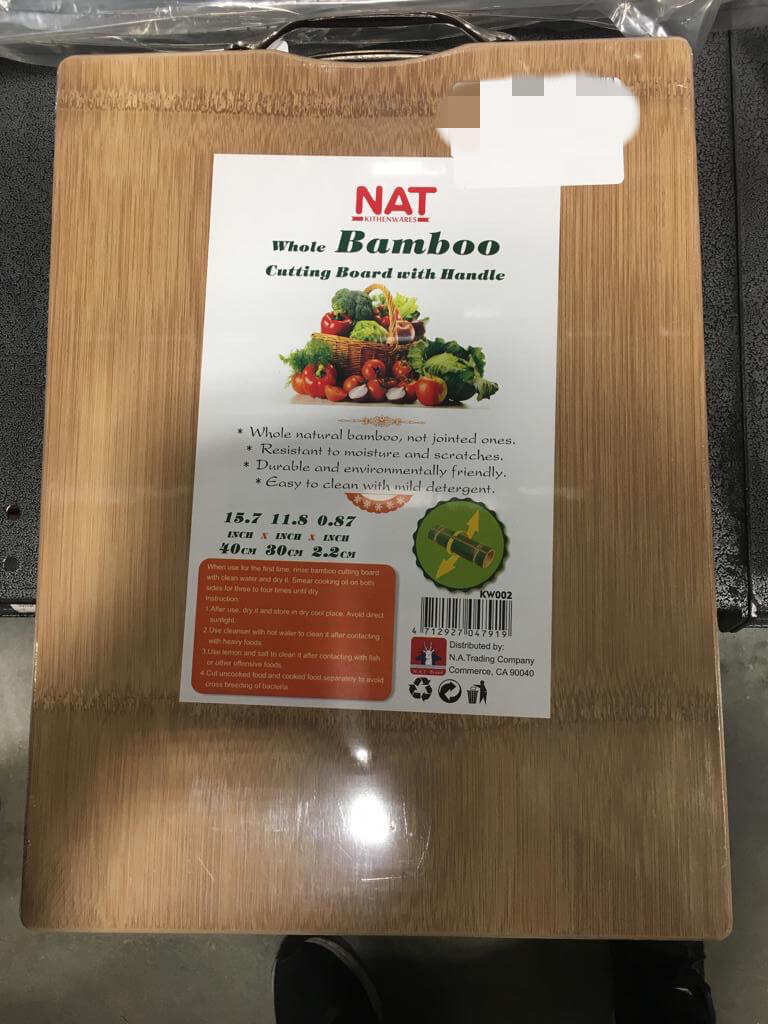 NAT
KITHENWARES
Whole Bamboo
Cutting Board with Handle
* Whole natural bamboo, not jointed ones.
* Resistant to moisture and scratches.
* Durable and environmentally friendly.
* Easy to clean with mild detergent.
15.7 11.8 0.87
INCH x INCH x INCH
40CM 30CM 2.2CM
When use for the first time, rinse bamboo cutting board
with clean water and dry it. Smear cooking oil on both
sides for three to four times until dry
Instruction:
1.After use, dry it and store in dry cool place. Avoid direct
sunlight.
2.Use cleanser with hot water to clean it after contacting
with heavy foods.
3.Use lemon and salt to clean it after contacting with fish
or other offensive foods.
4.Cut uncooked food and cooked food separately to avoid
cross breeding of bacteria
KW002
4 712927 047919
N.A.T Brand
Distributed by:
N.A.Trading Company
Commerce, CA 90040